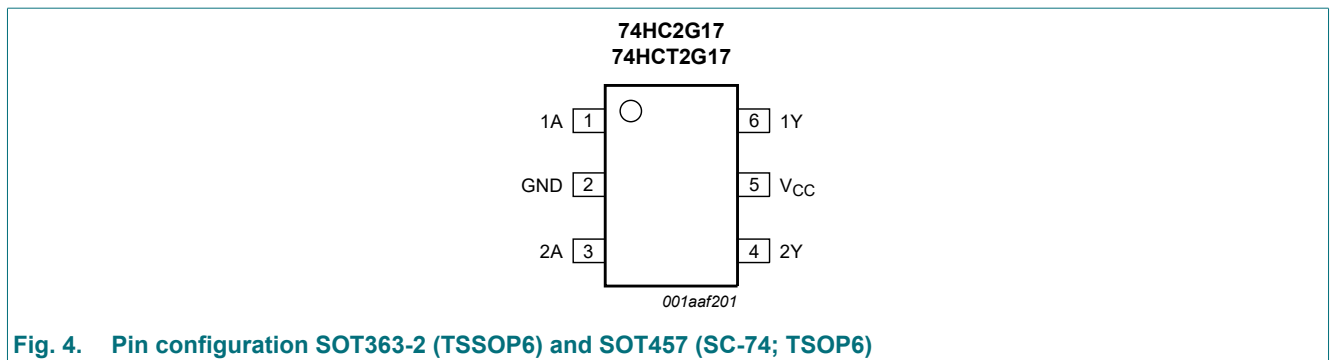 74HC2G17
74HCT2G17
1A 1 6 1Y
GND 2 5 VCC
2A 3 4 2Y
001aaf201
Fig. 4. Pin configuration SOT363-2 (TSSOP6) and SOT457 (SC-74; TSOP6)